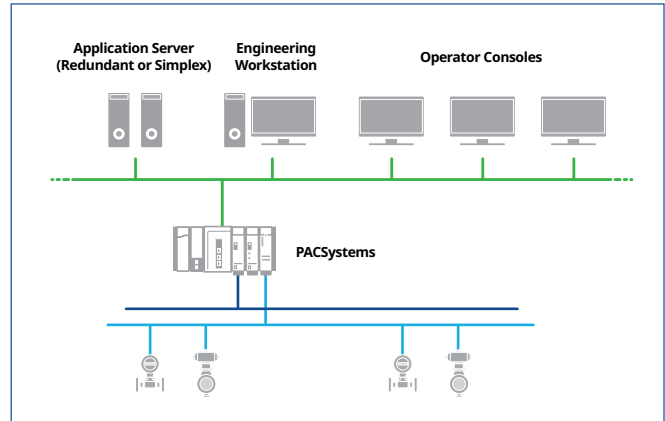 Application Server
(Redundant or Simplex)
Engineering
Workstation
Operator Consoles
PACSystems